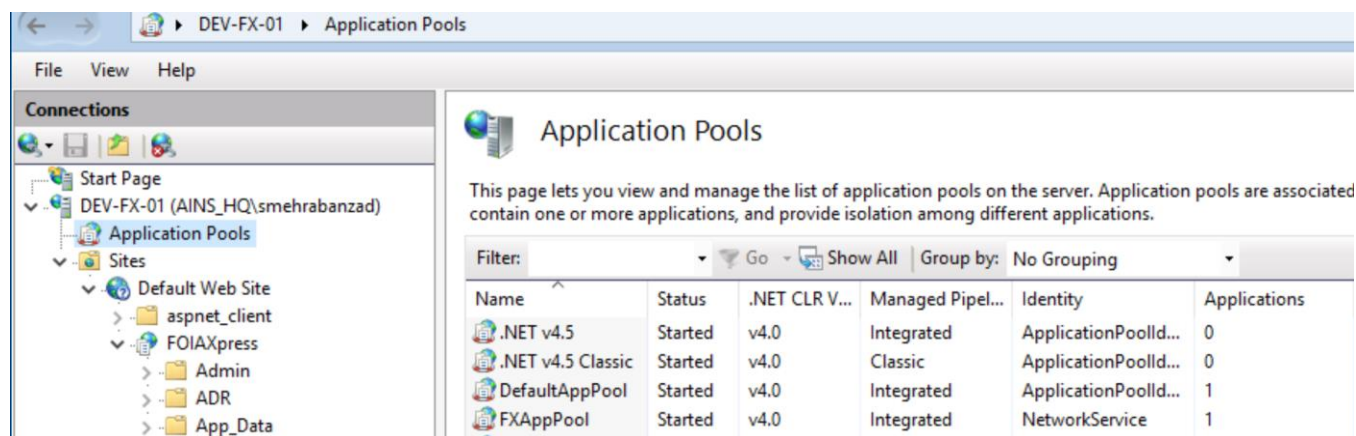 DEV-FX-01 Application Pools
File View Help
Connections
Start Page
DEV-FX-01 (AINS_HQ\smehrabanzad)
Application Pools
Sites
Default Web Site
aspnet_client
FOIAXpress
Admin
ADR
App_Data
Application Pools
This page lets you view and manage the list of application pools on the server. Application pools are associated
contain one or more applications, and provide isolation among different applications.
Filter: Go Show All Group by: No Grouping
Name Status .NET CLR V... Managed Pipel... Identity Applications
.NET v4.5 Started v4.0 Integrated ApplicationPoolId... 0
.NET v4.5 Classic Started v4.0 Classic ApplicationPoolId... 0
DefaultAppPool Started v4.0 Integrated ApplicationPoolId... 1
FXAppPool Started v4.0 Integrated NetworkService 1